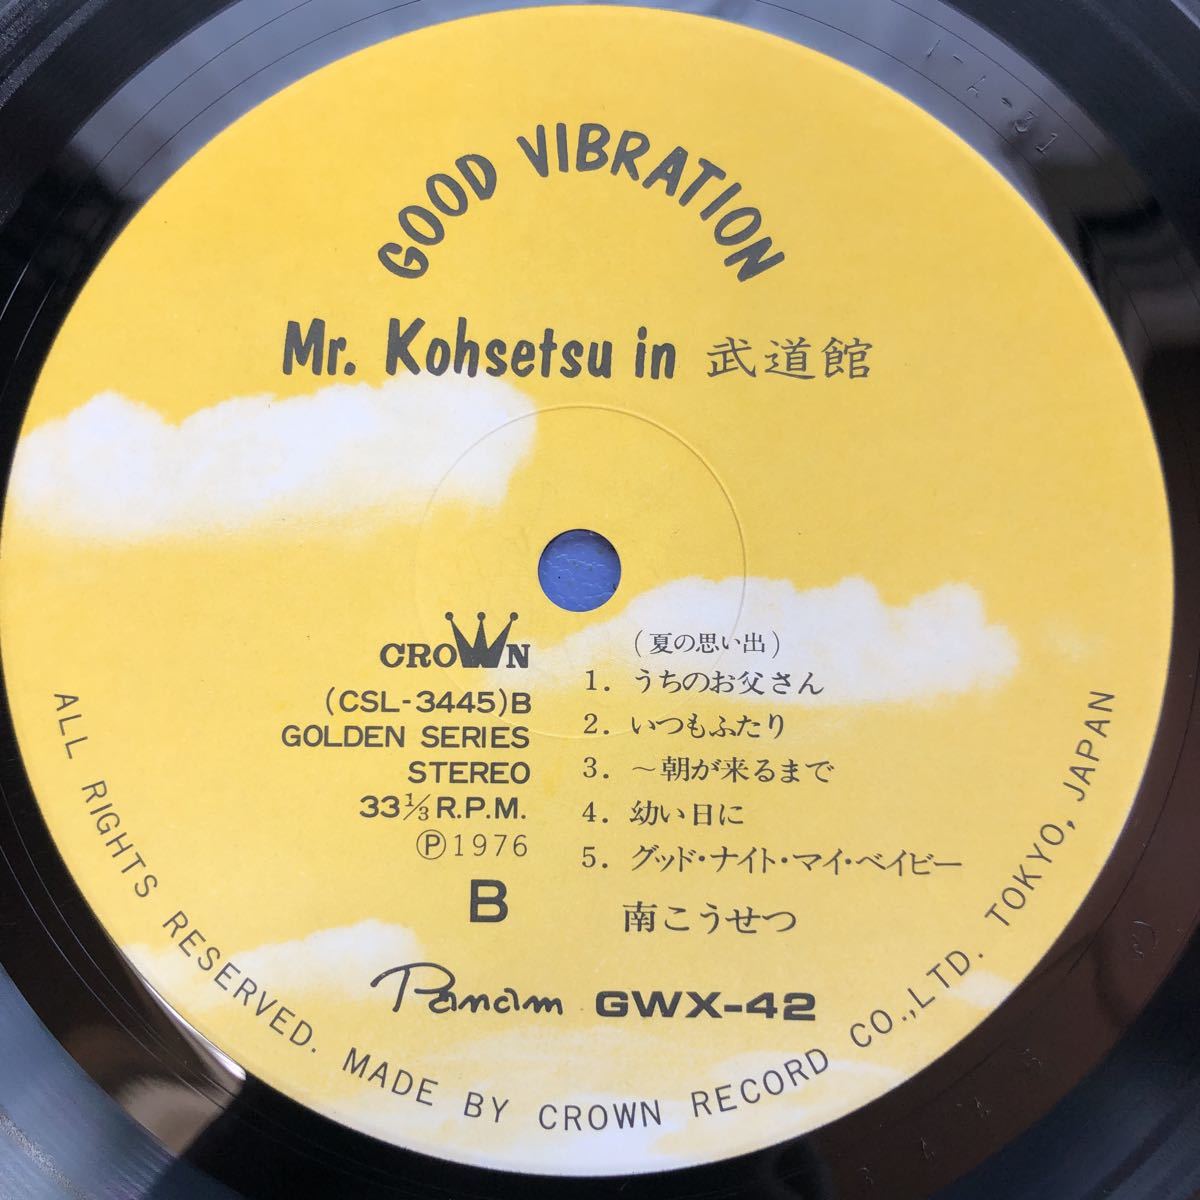 GOOD VIBRATION
Mr. Kohsetsu in 武道館
CROWN
(CSL-3445)B
GOLDEN SERIES
STEREO
33 1/3 R.P.M.
Ⓟ1976
B
(夏の思い出)
1. うちのお父さん
2. いつもふたり
3. ～朝が来るまで
4. 幼い日に
5. グッド・ナイト・マイ・ベイビー
南こうせつ
Panam GWX-42
ALL RIGHTS RESERVED. MADE BY CROWN RECORD CO.,LTD. TOKYO, JAPAN